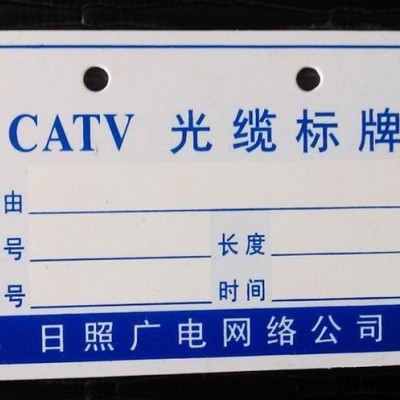 CATV 光缆标牌
由
号 长度
号 时间
日照广电网络公司